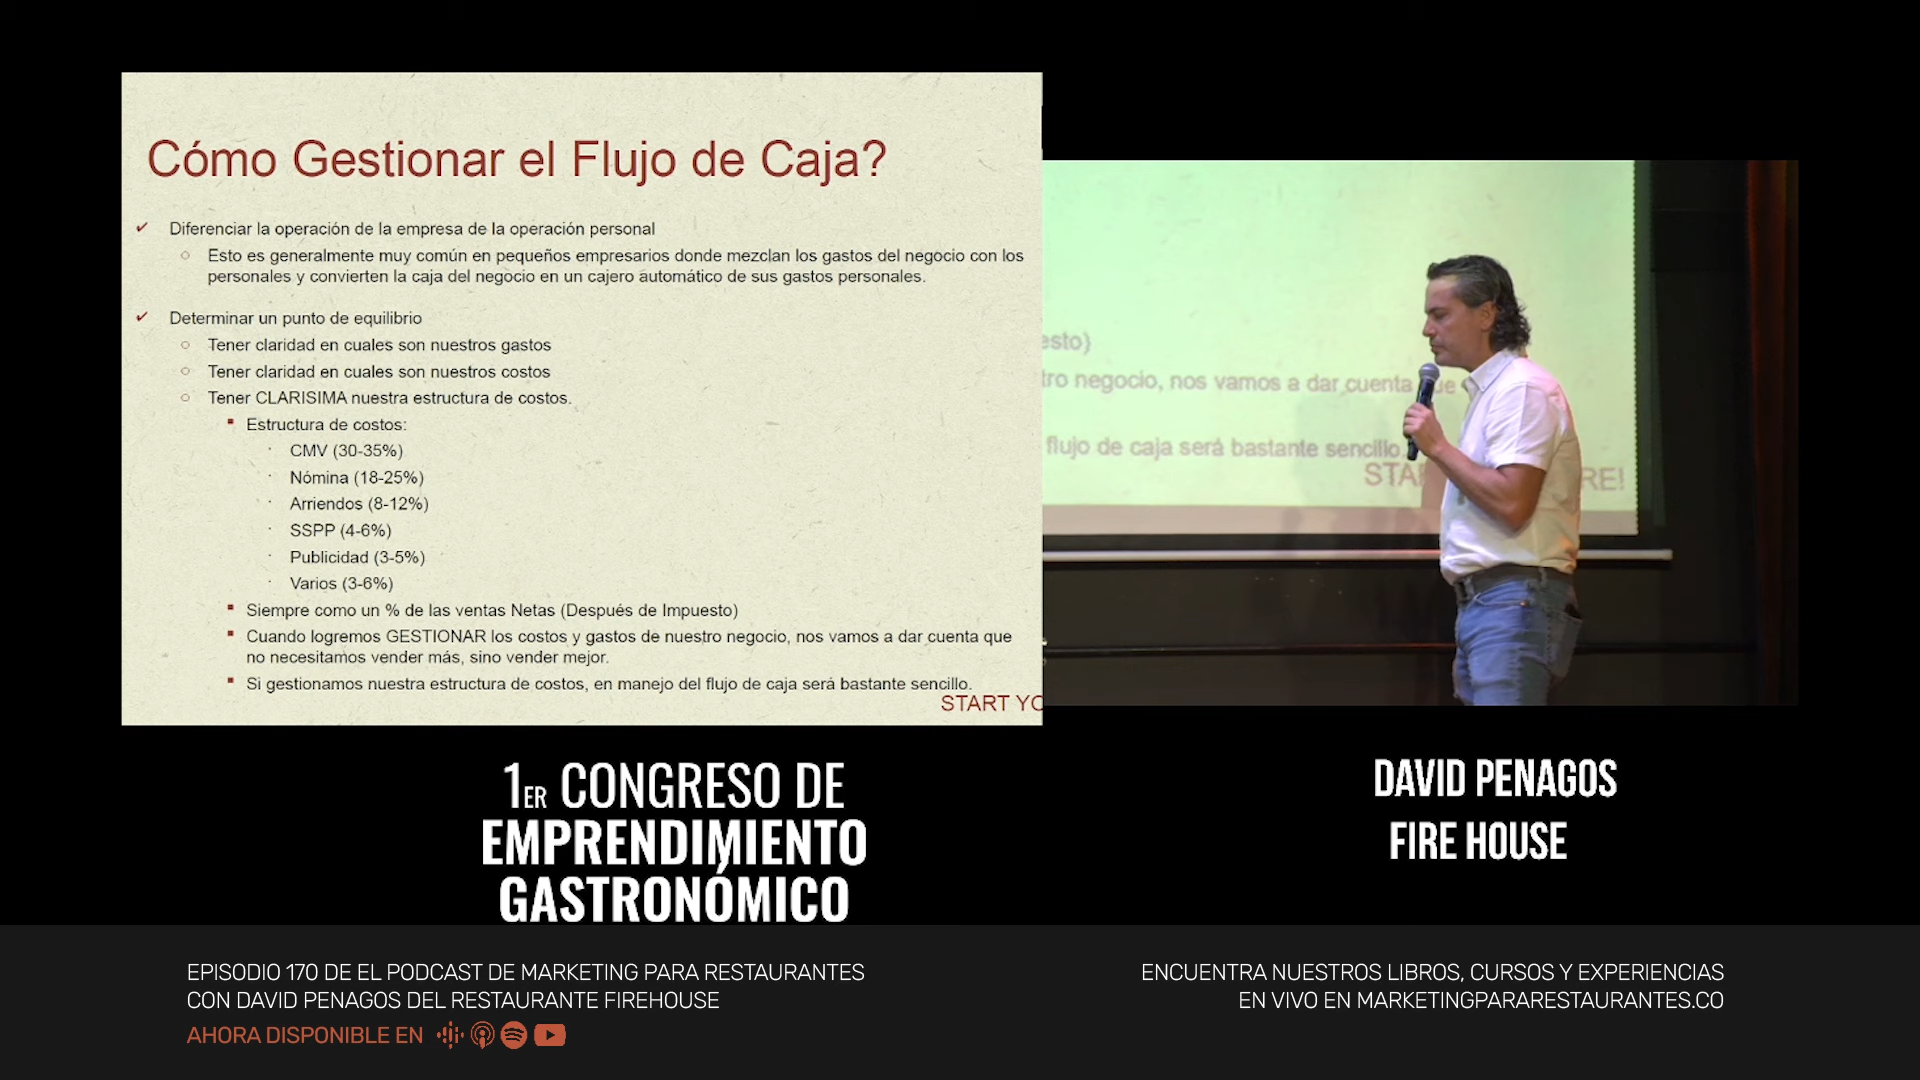 Cómo Gestionar el Flujo de Caja?
Diferenciar la operación de la empresa de la operación personal
Esto es generalmente muy común en pequeños empresarios donde mezclan los gastos del negocio con los
personales y convierten la caja del negocio en un cajero automático de sus gastos personales.
Determinar un punto de equilibrio
Tener claridad en cuales son nuestros gastos
Tener claridad en cuales son nuestros costos
Tener CLARISIMA nuestra estructura de costos.
Estructura de costos:
CMV (30-35%)
Nómina (18-25%)
Arriendos (8-12%)
SSPP (4-6%)
Publicidad (3-5%)
Varios (3-6%)
Siempre como un % de las ventas Netas (Después de Impuesto)
Cuando logremos GESTIONAR los costos y gastos de nuestro negocio, nos vamos a dar cuenta que
no necesitamos vender más, sino vender mejor.
Si gestionamos nuestra estructura de costos, en manejo del flujo de caja será bastante sencillo.
START YO
esto)
tro negocio, nos vamos a dar cuenta que
flujo de caja será bastante sencillo
STA RE!
1ER CONGRESO DE
EMPRENDIMIENTO
GASTRONÓMICO
DAVID PENAGOS
FIRE HOUSE
EPISODIO 170 DE EL PODCAST DE MARKETING PARA RESTAURANTES
CON DAVID PENAGOS DEL RESTAURANTE FIREHOUSE
AHORA DISPONIBLE EN
ENCUENTRA NUESTROS LIBROS, CURSOS Y EXPERIENCIAS
EN VIVO EN MARKETINGPARARESTAURANTES.CO